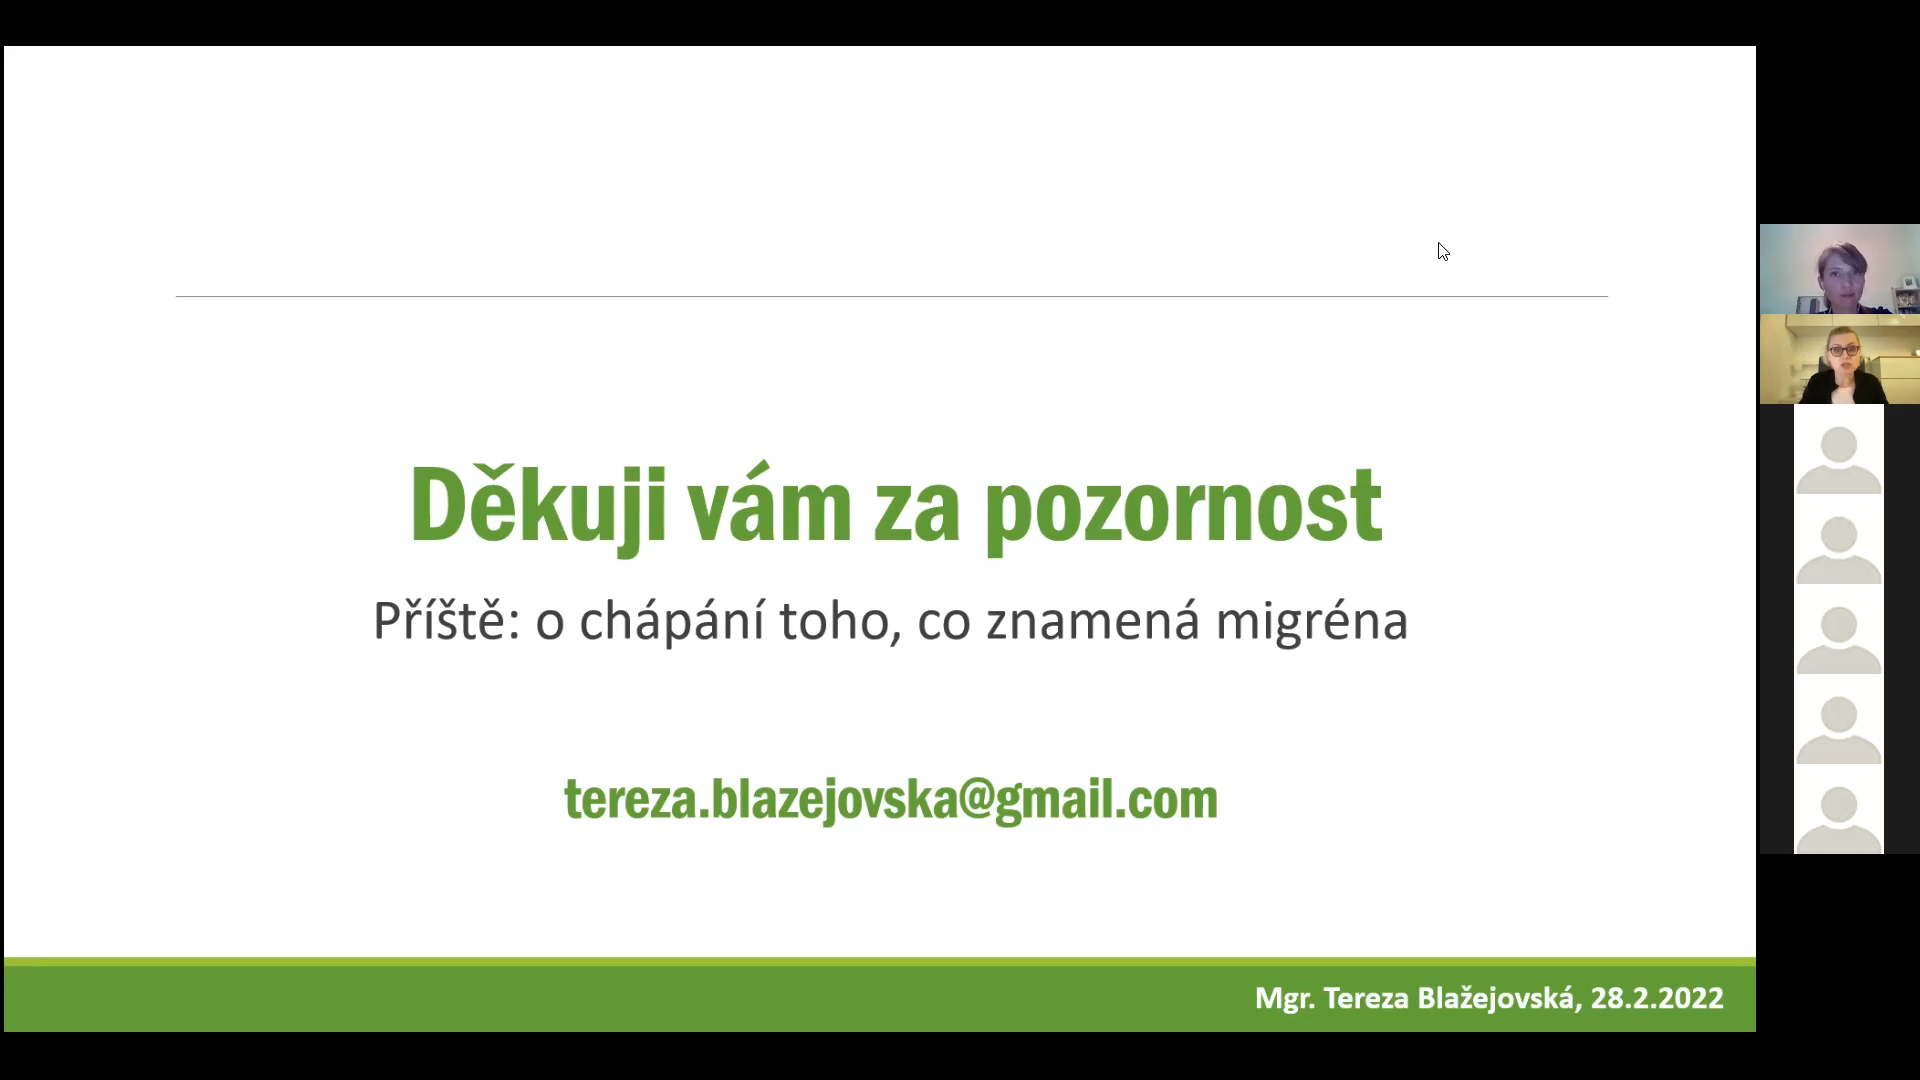 Děkuji vám za pozornost
Příště: o chápání toho, co znamená migréna
tereza.blazejovska@gmail.com
Mgr. Tereza Blažejovská, 28.2.2022